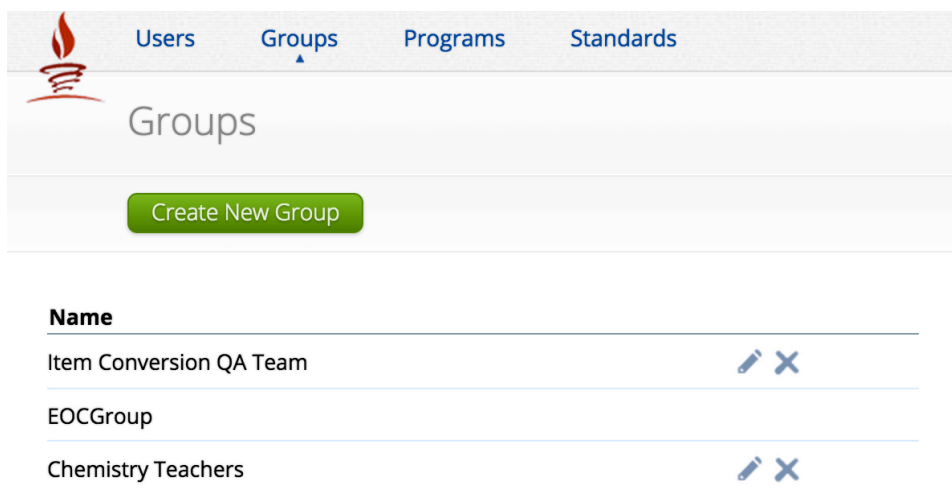 Users Groups Programs Standards
Groups
Create New Group
Name
Item Conversion QA Team
EOCGroup
Chemistry Teachers